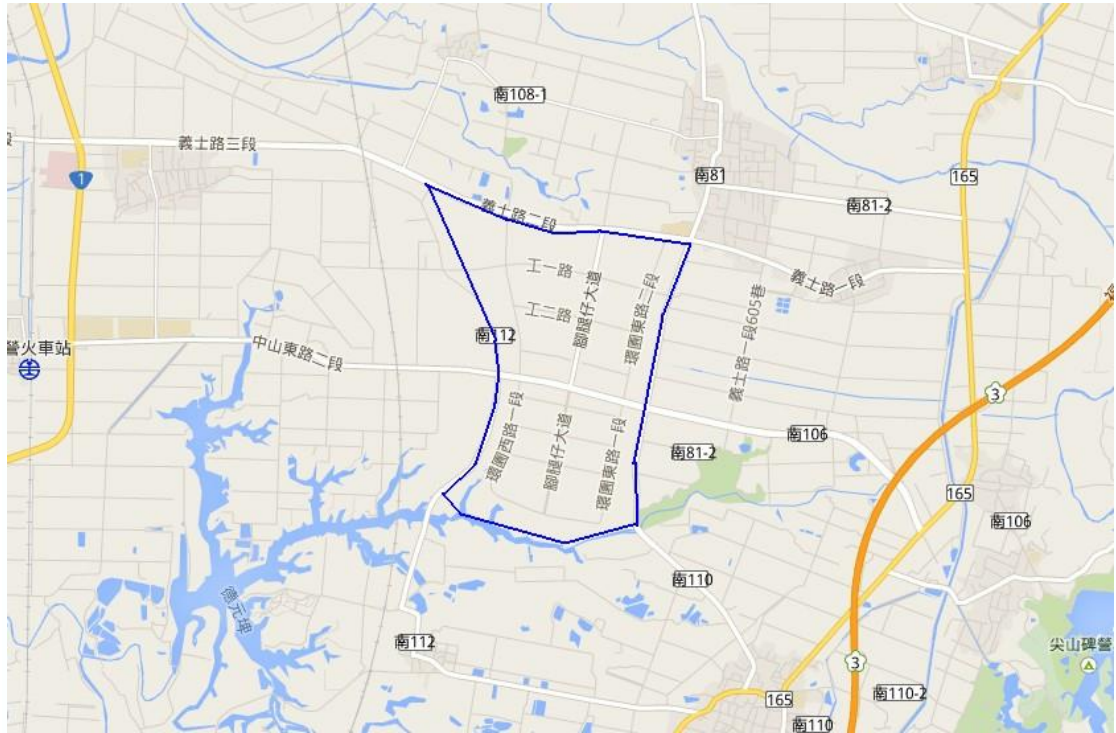 南108-1
段
義士路三段
1
南81
165
義士路二段
南81-2
工一路
腳腿仔大道
環園東路二段
義士路一段
工二路
義士路一段605巷
南112
營火車站
中山東路二段
3
環園西路一段
腳腿仔大道
環園東路一段
南81-2
南106
165
南106
南110
德元埤
南112
尖山碑營
3
165
南110-2
南110